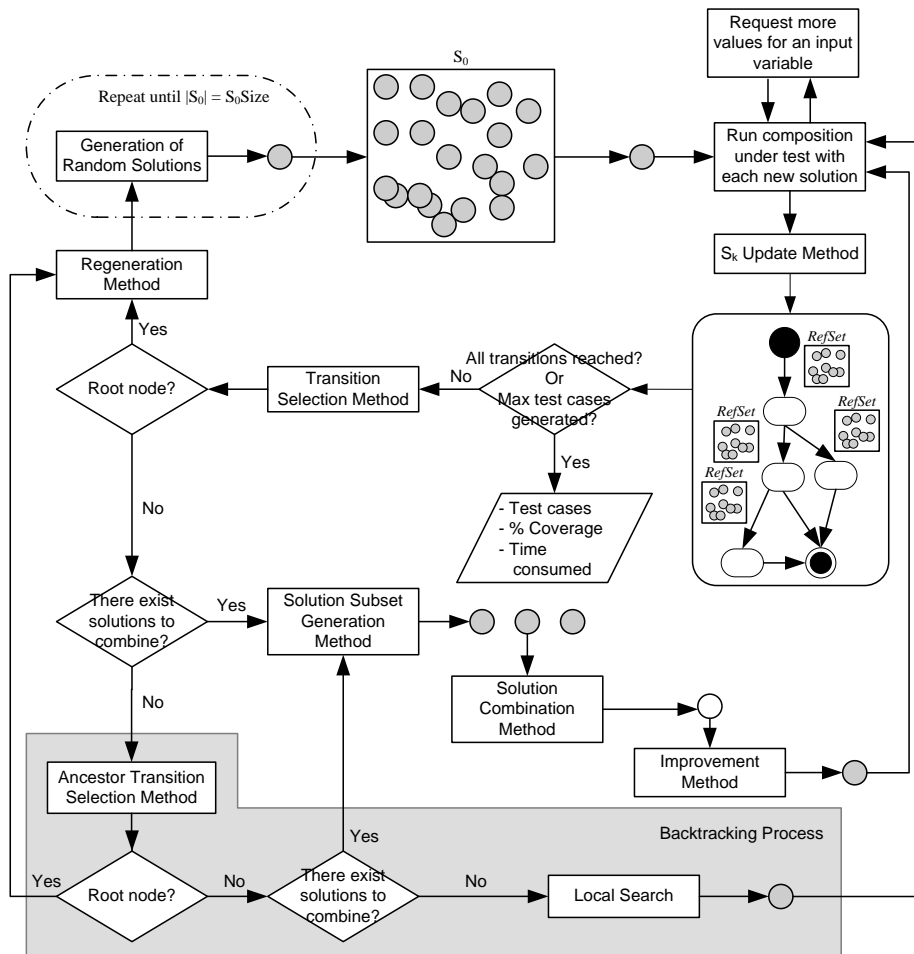 Request more
values for an input
variable
S₀
Repeat until |S₀| = S₀Size
Generation of
Random Solutions
Run composition
under test with
each new solution
Regeneration
Method
Sₖ Update Method
Yes
RefSet
All transitions reached?
Or
Max test cases
generated?
No
Transition
Selection Method
Root node?
RefSet
RefSet
RefSet
Yes
No
- Test cases
- % Coverage
- Time
consumed
There exist
solutions to
combine?
Yes
Solution Subset
Generation
Method
Solution
Combination
Method
No
Improvement
Method
Ancestor Transition
Selection Method
Backtracking Process
Yes
Yes
Root node?
No
There exist
solutions to
combine?
No
Local Search